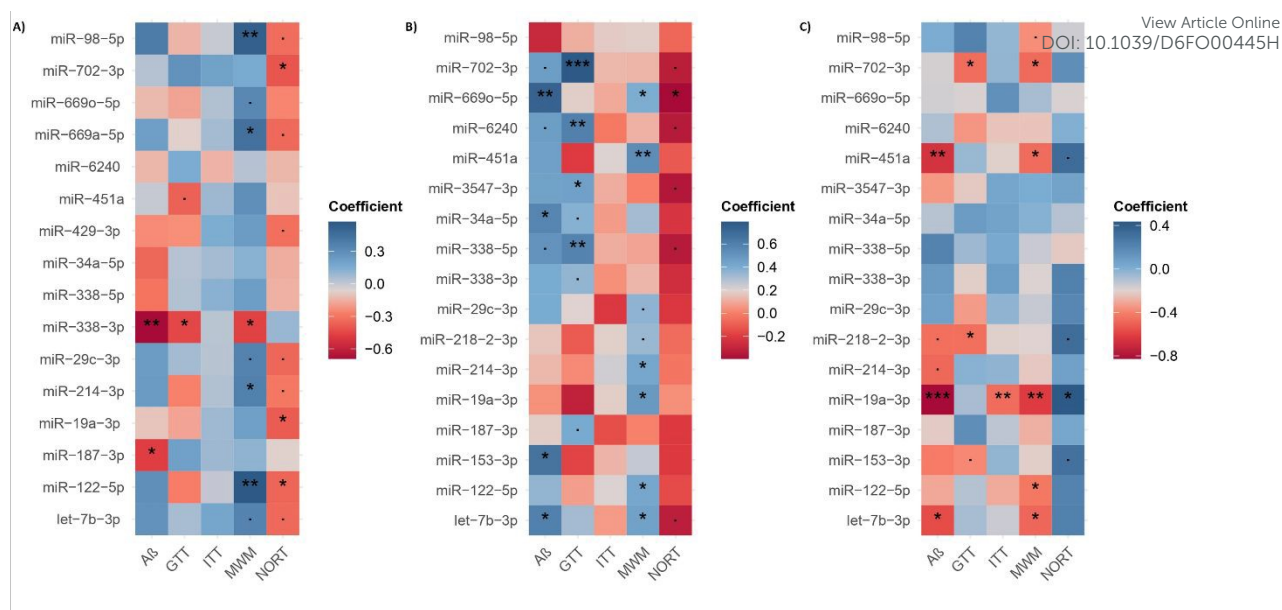 View Article Online
DOI: 10.1039/D6FO00445H
A)
miR−98−5p ** .
miR−702−3p *
miR−669o−5p .
miR−669a−5p * .
miR−6240
miR−451a .
miR−429−3p .
miR−34a−5p
miR−338−5p
miR−338−3p ** * *
miR−29c−3p . .
miR−214−3p * .
miR−19a−3p *
miR−187−3p *
miR−122−5p ** *
let−7b−3p . .
Aß GTT ITT MWM NORT
Coefficient
0.3
0.0
−0.3
−0.6
B)
miR−98−5p
miR−702−3p . *** .
miR−669o−5p ** * *
miR−6240 . ** .
miR−451a **
miR−3547−3p * .
miR−34a−5p * .
miR−338−5p . ** .
miR−338−3p .
miR−29c−3p .
miR−218−2−3p .
miR−214−3p *
miR−19a−3p *
miR−187−3p .
miR−153−3p *
miR−122−5p *
let−7b−3p * * .
Aß GTT ITT MWM NORT
Coefficient
0.6
0.4
0.2
0.0
−0.2
C)
miR−98−5p .
miR−702−3p * *
miR−669o−5p
miR−6240
miR−451a ** * .
miR−3547−3p
miR−34a−5p
miR−338−5p
miR−338−3p
miR−29c−3p
miR−218−2−3p . * .
miR−214−3p .
miR−19a−3p *** ** ** *
miR−187−3p
miR−153−3p . .
miR−122−5p *
let−7b−3p * *
Aß GTT ITT MWM NORT
Coefficient
0.4
0.0
−0.4
−0.8